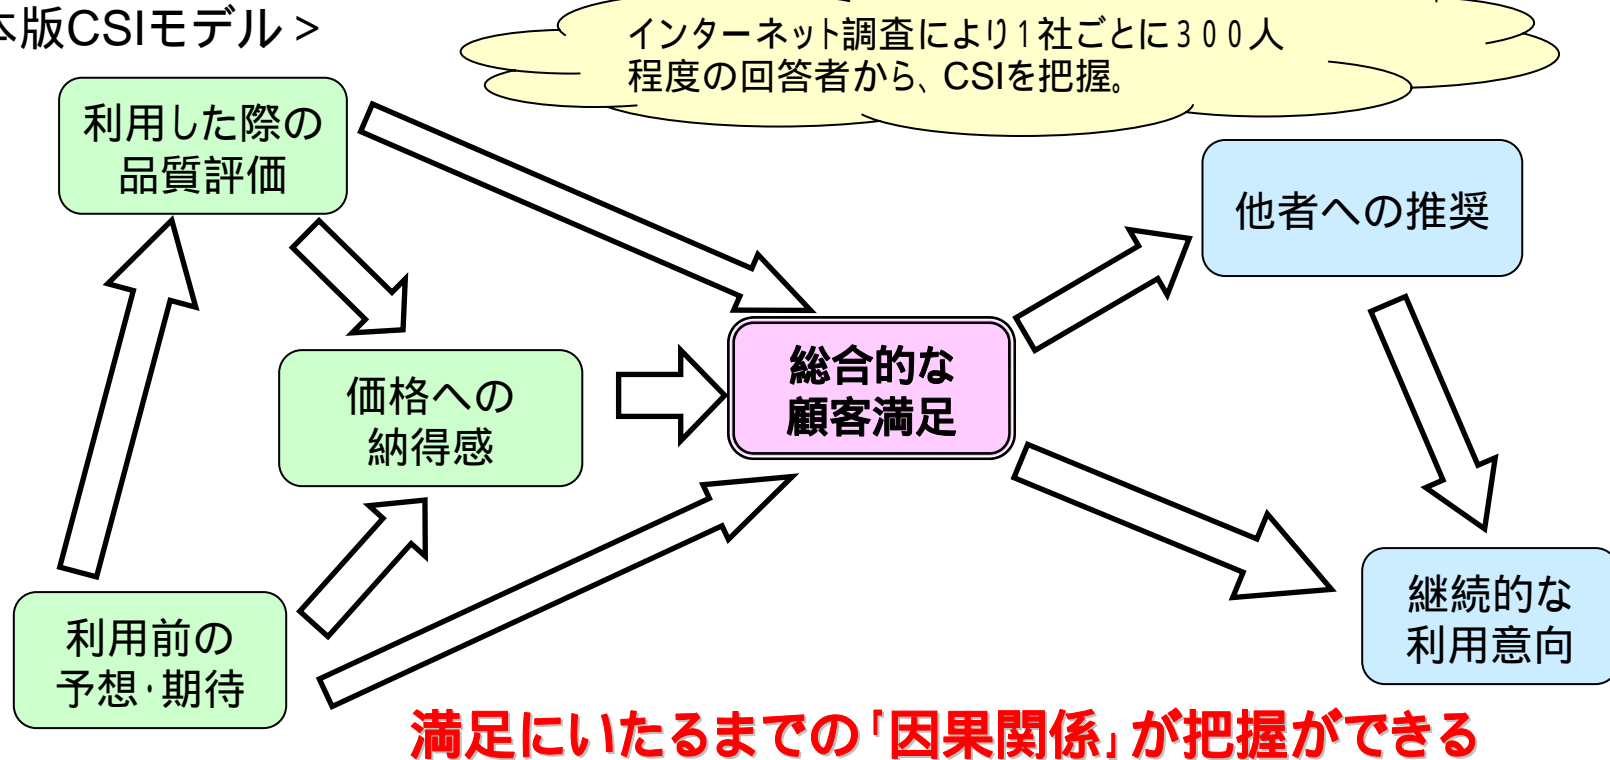 本版CSIモデル >
インターネット調査により1社ごとに300人
程度の回答者から、CSIを把握。
利用した際の
品質評価
他者への推奨
総合的な
顧客満足
価格への
納得感
利用前の
予想・期待
継続的な
利用意向
満足にいたるまでの「因果関係」が把握ができる